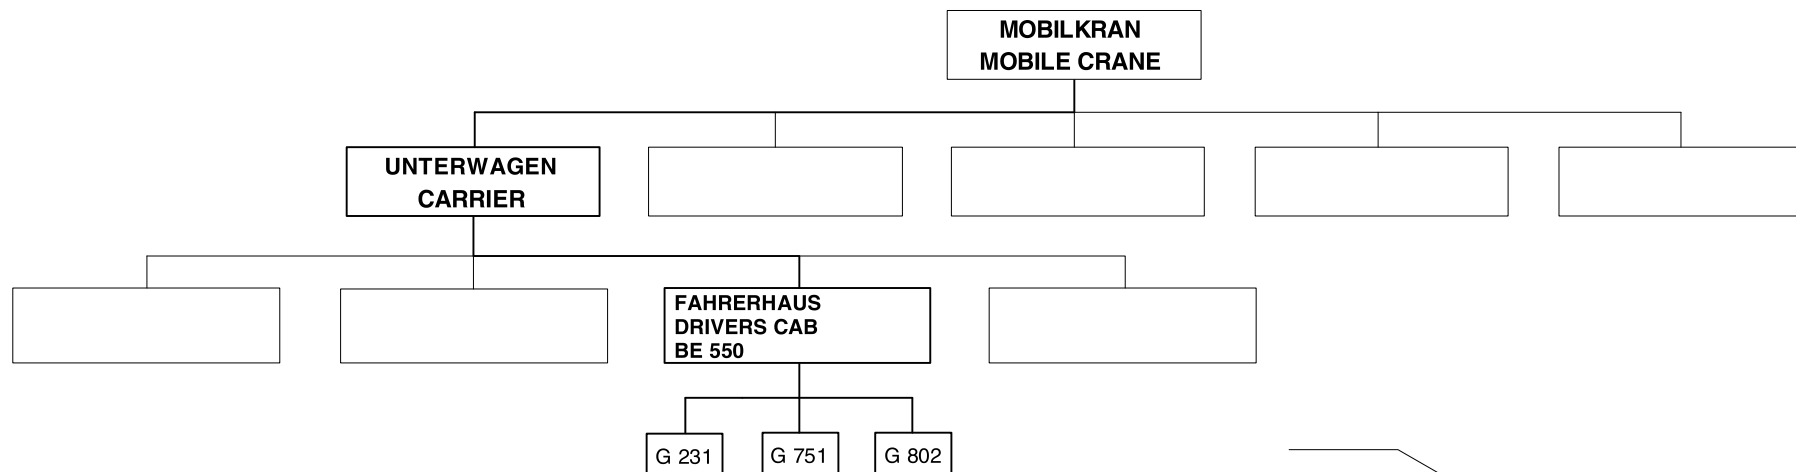 MOBILKRAN
MOBILE CRANE
UNTERWAGEN
CARRIER
FAHRERHAUS
DRIVERS CAB
BE 550
G 231
G 751
G 802